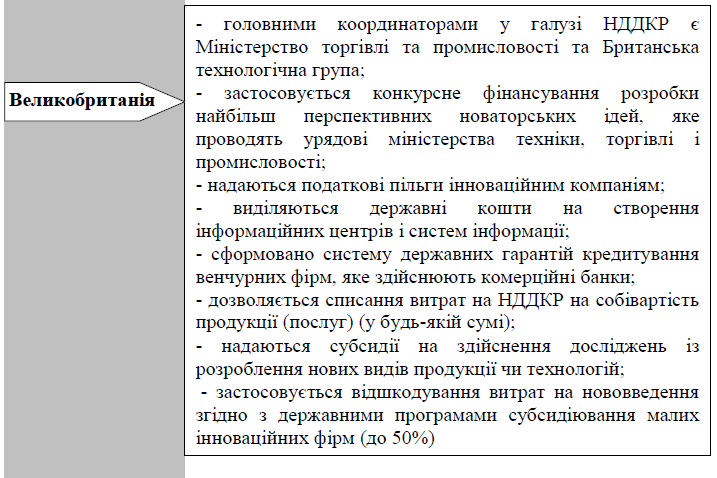 Великобританія
- головними координаторами у галузі НДДКР є
Міністерство торгівлі та промисловості та Британська
технологічна група;
- застосовується конкурсне фінансування розробки
найбільш перспективних новаторських ідей, яке
проводять урядові міністерства техніки, торгівлі і
промисловості;
- надаються податкові пільги інноваційним компаніям;
- виділяються державні кошти на створення
інформаційних центрів і систем інформації;
- сформовано систему державних гарантій кредитування
венчурних фірм, яке здійснюють комерційні банки;
- дозволяється списання витрат на НДДКР на собівартість
продукції (послуг) (у будь-якій сумі);
- надаються субсидії на здійснення досліджень із
розроблення нових видів продукції чи технологій;
- застосовується відшкодування витрат на нововведення
згідно з державними програмами субсидіювання малих
інноваційних фірм (до 50%)